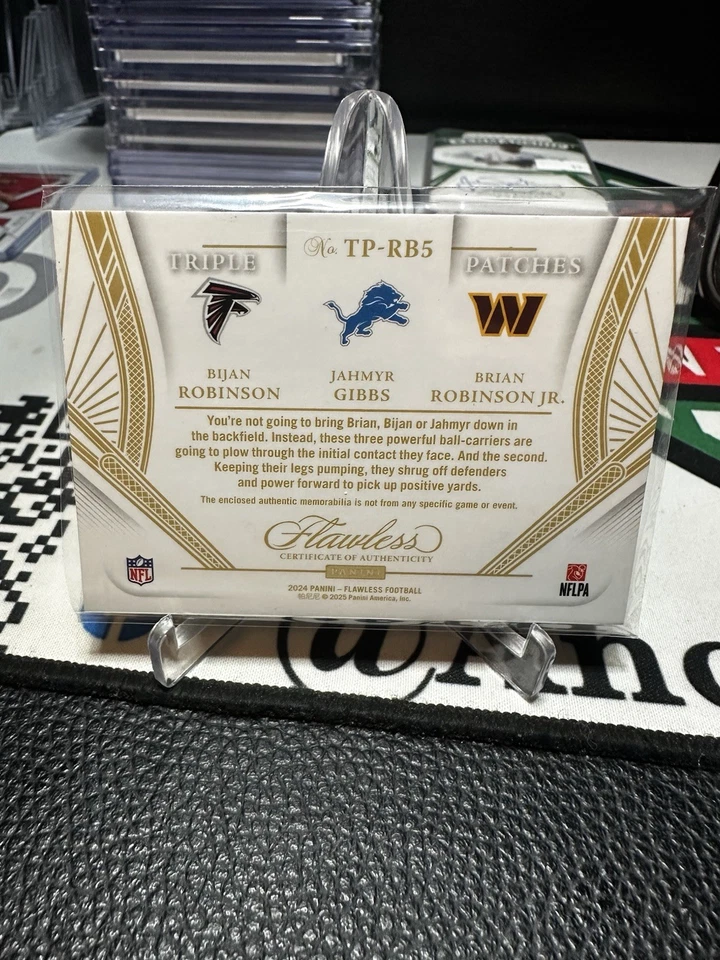 No. TP-RB5
TRIPLE PATCHES
BIJAN
ROBINSON
JAHMYR
GIBBS
BRIAN
ROBINSON JR.
You're not going to bring Brian, Bijan or Jahmyr down in
the backfield. Instead, these three powerful ball-carriers are
going to plow through the initial contact they face. And the second.
Keeping their legs pumping, they shrug off defenders
and power forward to pick up positive yards.
The enclosed authentic memorabilia is not from any specific game or event.
Flawless
CERTIFICATE OF AUTHENTICITY
PANINI
2024 PANINI – FLAWLESS FOOTBALL
帕尼尼 © 2025 Panini America, Inc.
NFL
NFLPA